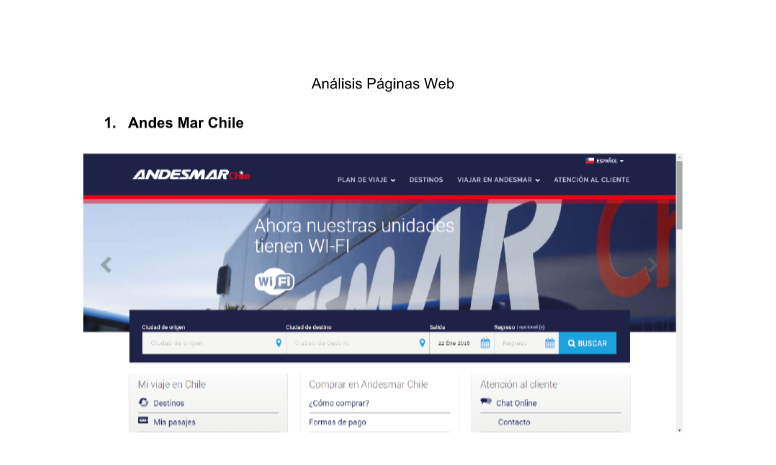 Análisis Páginas Web
1. Andes Mar Chile
ESPAÑOL
ANDESMAR Chile
PLAN DE VIAJE DESTINOS VIAJAR EN ANDESMAR ATENCIÓN AL CLIENTE
Ahora nuestras unidades
tienen WI-FI
Wi Fi
ANDESMAR Chile
Ciudad de origen Ciudad de destino Salida Regreso (opcional)
Ciudad de origen Ciudad de destino 22 Ene 2016 Regreso BUSCAR
Mi viaje en Chile Comprar en Andesmar Chile Atención al cliente
Destinos ¿Cómo comprar? Chat Online
Mis pasajes Formas de pago Contacto